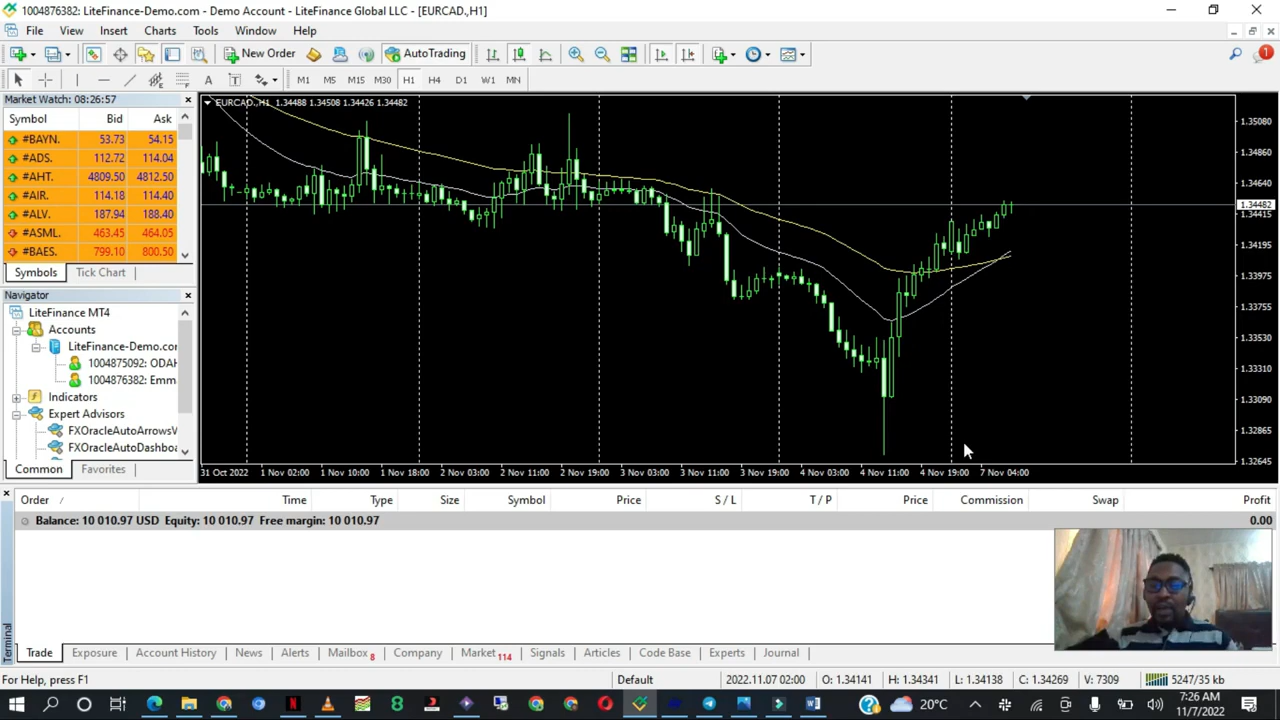 1004876382: LiteFinance-Demo.com - Demo Account - LiteFinance Global LLC - [EURCAD.,H1]
File View Insert Charts Tools Options Window Help
New Order AutoTrading
A T M1 M5 M15 M30 H1 H4 D1 W1 MN
1
Market Watch: 08:26:57
Symbol Bid Ask
#BAYN. 53.73 54.15
#ADS. 112.72 114.04
#AHT. 4809.50 4812.50
#AIR. 114.18 114.40
#ALV. 187.94 188.40
#ASML. 463.45 463.05
#BAES. 799.10 800.50
Symbols Tick Chart
Navigator
LiteFinance MT4
Accounts
LiteFinance-Demo.cor
1004875092: ODAH
1004876382: Emm
Indicators
Expert Advisors
FXOracleAutoArrowsV
FXOracleAutoDashboa
Common Favorites
EURCAD.,H1 1.34488 1.34508 1.34426 1.34482
1.35080
1.34860
1.34640
1.34482
1.34415
1.34195
1.33975
1.33755
1.33530
1.33310
1.33090
1.32865
1.32645
31 Oct 2022 1 Nov 02:00 1 Nov 10:00 1 Nov 18:00 2 Nov 03:00 2 Nov 11:00 2 Nov 19:00 3 Nov 03:00 3 Nov 11:00 3 Nov 19:00 4 Nov 03:00 4 Nov 11:00 4 Nov 19:00 7 Nov 04:00
Order / Time Type Size Symbol Price S / L T / P Price Commission Swap Profit
Balance: 10 010.97 USD Equity: 10 010.97 Free margin: 10 010.97 0.00
Terminal
Trade Exposure Account History News Alerts Mailbox 8 Company Market 114 Signals Articles Code Base Experts Journal
For Help, press F1 Default 2022.11.07 02:00 O: 1.34141 H: 1.34341 L: 1.34138 C: 1.34269 V: 7309 5247/35 kb
20°C
7:26 AM
11/7/2022